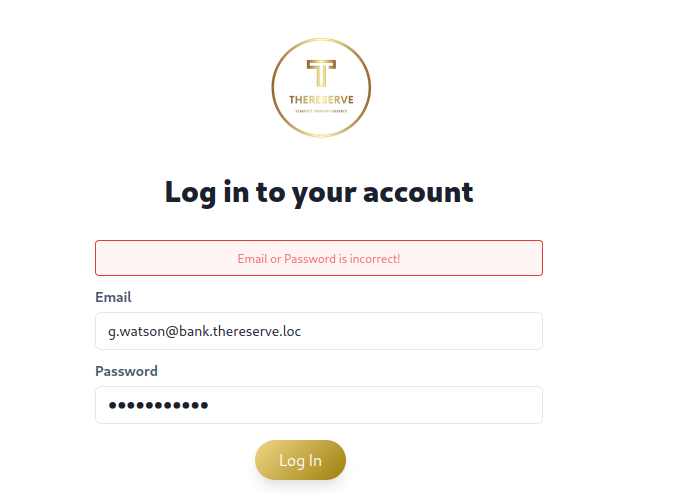 T
THERESERVE
Log in to your account
Email or Password is incorrect!
Email
g.watson@bank.thereserve.loc
Password
●●●●●●●●●●●
Log In